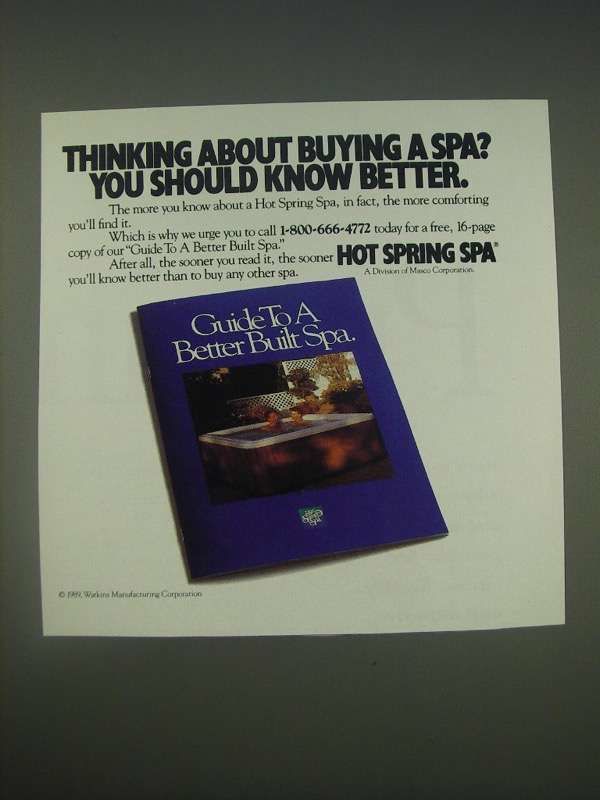 THINKING ABOUT BUYING A SPA?
YOU SHOULD KNOW BETTER.
The more you know about a Hot Spring Spa, in fact, the more comforting
you'll find it.
Which is why we urge you to call 1-800-666-4772 today for a free, 16-page
copy of our "Guide To A Better Built Spa."
After all, the sooner you read it, the sooner
you'll know better than to buy any other spa.
HOT SPRING SPA®
A Division of Masco Corporation.
Guide To A
Better Built Spa.
© 1989, Watkins Manufacturing Corporation